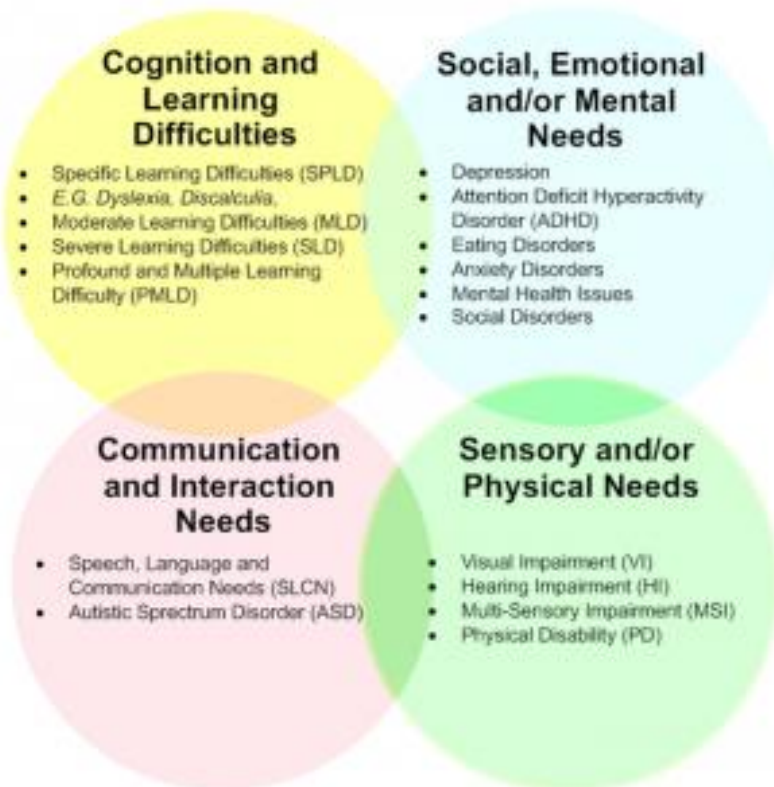 Cognition and
Learning
Difficulties
• Specific Learning Difficulties (SPLD)
• E.G. Dyslexia, Discalculia,
• Moderate Learning Difficulties (MLD)
• Severe Learning Difficulties (SLD)
• Profound and Multiple Learning
Difficulty (PMLD)
Social, Emotional
and/or Mental
Needs
• Depression
• Attention Deficit Hyperactivity
Disorder (ADHD)
• Eating Disorders
• Anxiety Disorders
• Mental Health Issues
• Social Disorders
Communication
and Interaction
Needs
• Speech, Language and
Communication Needs (SLCN)
• Autistic Sprectrum Disorder (ASD)
Sensory and/or
Physical Needs
• Visual Impairment (VI)
• Hearing Impairment (HI)
• Multi-Sensory Impairment (MSI)
• Physical Disability (PD)